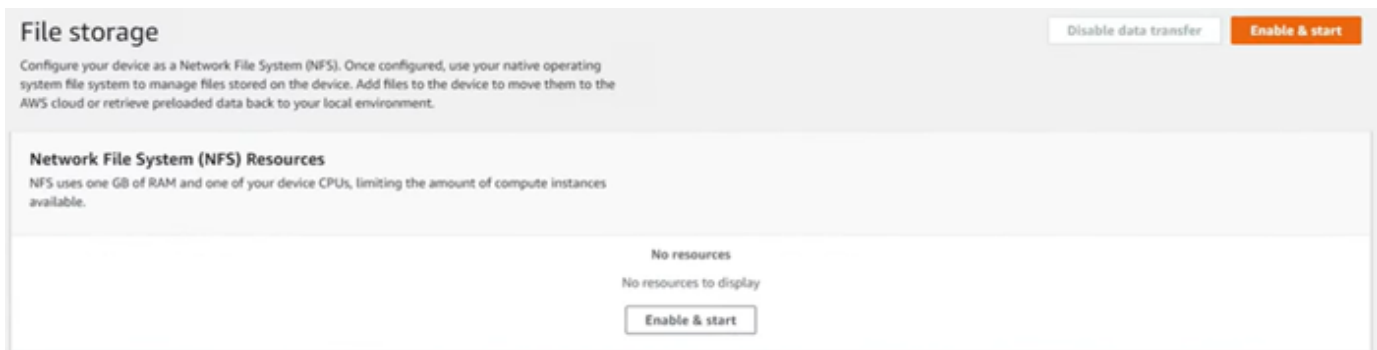 File storage
Disable data transfer
Enable & start
Configure your device as a Network File System (NFS). Once configured, use your native operating
system file system to manage files stored on the device. Add files to the device to move them to the
AWS cloud or retrieve preloaded data back to your local environment.
Network File System (NFS) Resources
NFS uses one GB of RAM and one of your device CPUs, limiting the amount of compute instances
available.
No resources
No resources to display
Enable & start